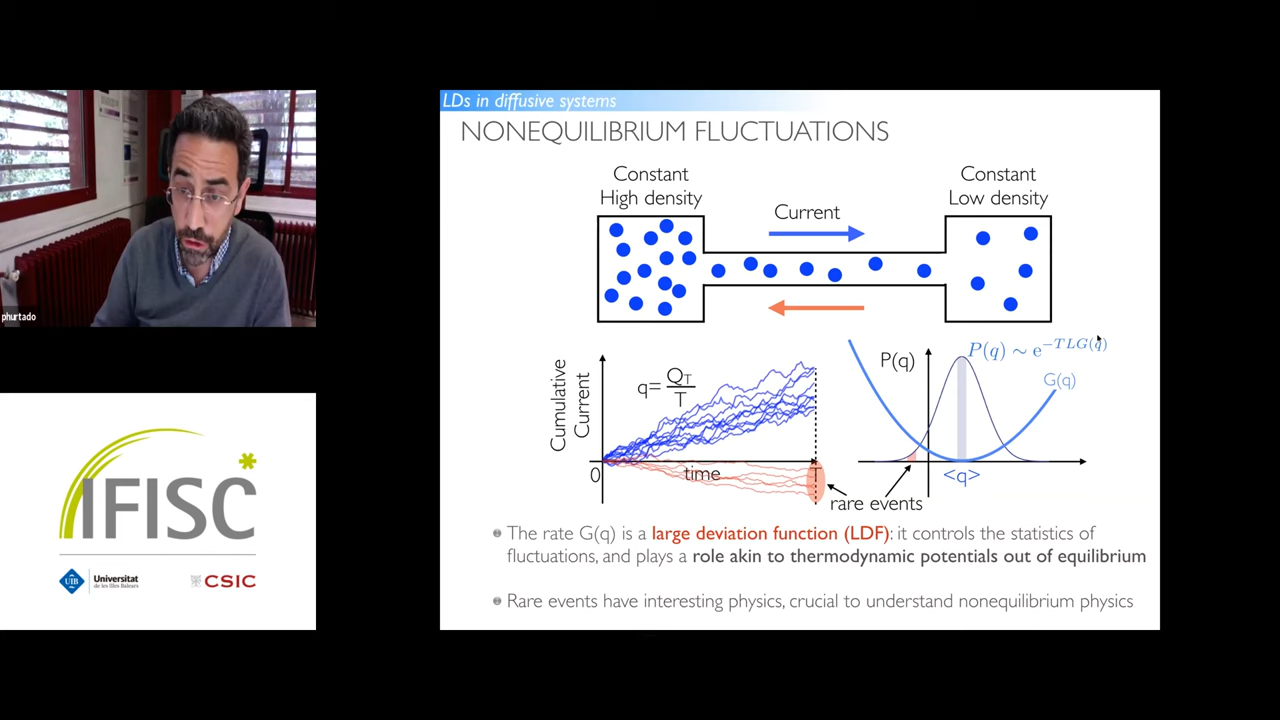 phurtado
IFISC
UIB
Universitat
de les Illes Balears
CSIC
LDs in diffusive systems
NONEQUILIBRIUM FLUCTUATIONS
Constant
High density
Constant
Low density
Current
Cumulative
Current
q= Q_T/T
0
time
T
P(q)
P(q) ~ e^{-TLG(q)}
G(q)
<q>
rare events
The rate G(q) is a large deviation function (LDF): it controls the statistics of
fluctuations, and plays a role akin to thermodynamic potentials out of equilibrium
Rare events have interesting physics, crucial to understand nonequilibrium physics